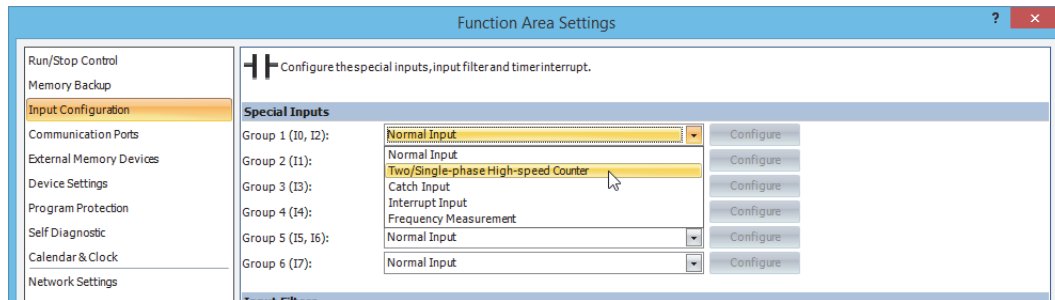 Function Area Settings
?
×
Run/Stop Control
Memory Backup
Input Configuration
Communication Ports
External Memory Devices
Device Settings
Program Protection
Self Diagnostic
Calendar & Clock
Network Settings
Configure the special inputs, input filter and timer interrupt.
Special Inputs
Group 1 (I0, I2): Normal Input Configure
Normal Input
Group 2 (I1): Configure
Two/Single-phase High-speed Counter
Group 3 (I3): Catch Input Configure
Interrupt Input
Group 4 (I4): Configure
Frequency Measurement
Group 5 (I5, I6): Normal Input Configure
Group 6 (I7): Normal Input Configure
Input Filters